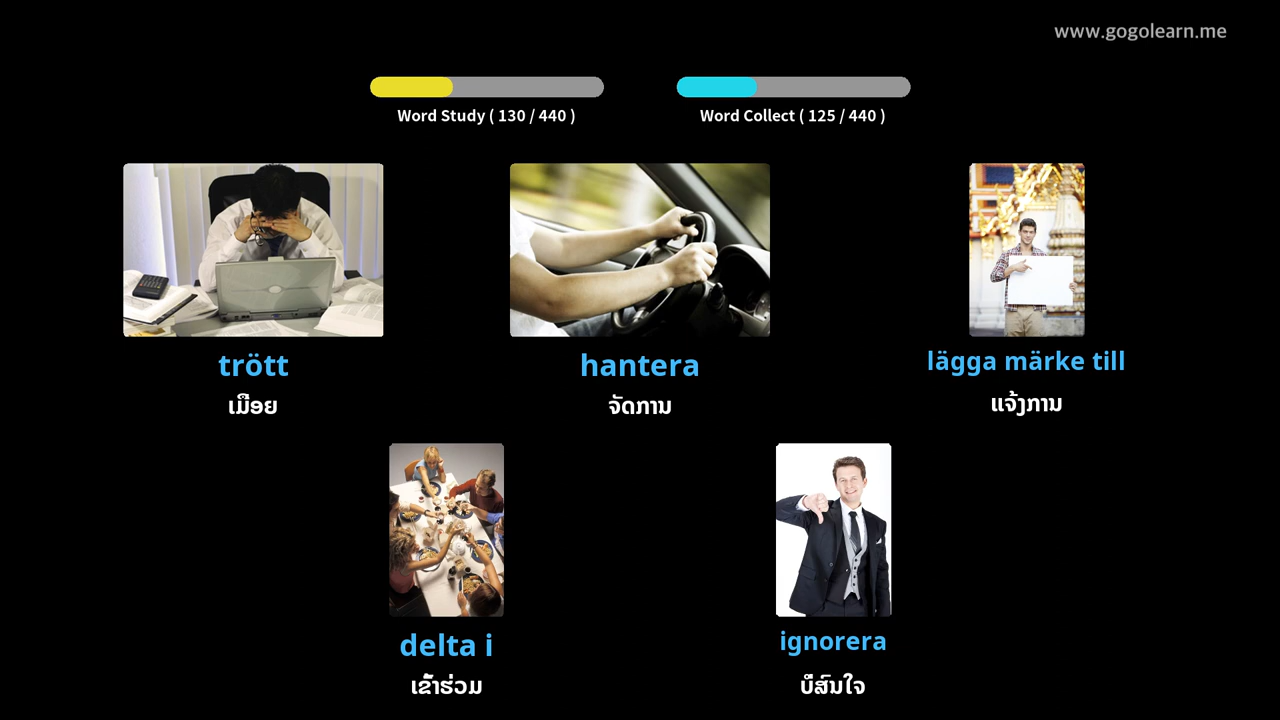 www.gogolearn.me
Word Study ( 130 / 440 )
Word Collect ( 125 / 440 )
trött
hantera
lägga märke till
ເມື່ອຍ
ຈັດການ
ແຈ້ງການ
delta i
ignorera
ເຂົ້າຮ່ວມ
ບໍ່ສົນໃຈ